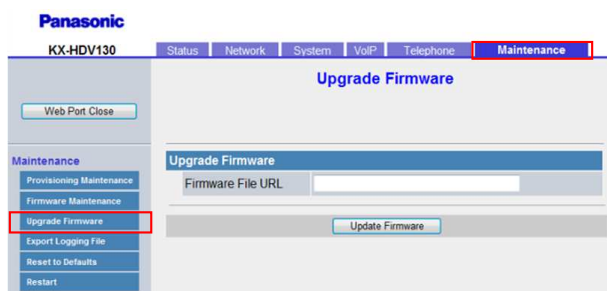 Panasonic
KX-HDV130
Status Network System VoIP Telephone Maintenance
Upgrade Firmware
Web Port Close
Maintenance
Provisioning Maintenance
Firmware Maintenance
Upgrade Firmware
Export Logging File
Reset to Defaults
Restart
Upgrade Firmware
Firmware File URL
Update Firmware